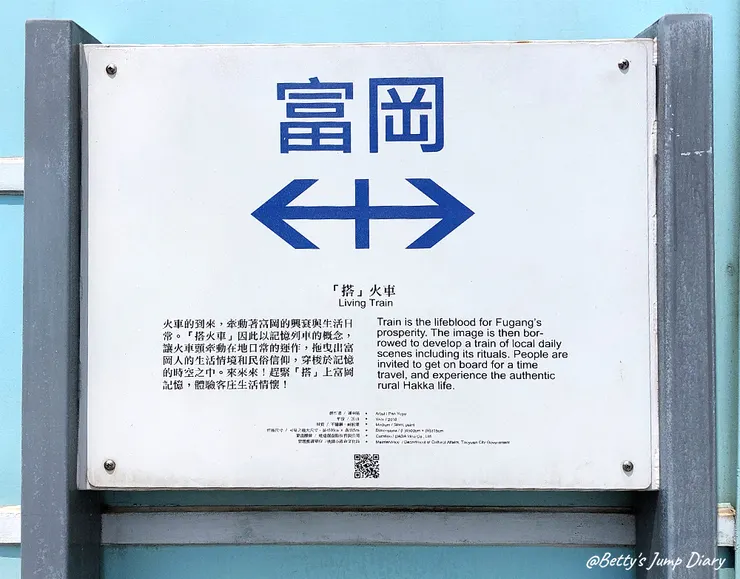 富岡
「搭」火車
Living Train
火車的到來，牽動著富岡的興衰與生活日
常。「搭火車」因此以記憶列車的概念，
讓火車頭牽動在地日常的運作，拖曳出富
岡人的生活情境和民俗信仰，穿梭於記憶
的時空之中。來來來！趕緊「搭」上富岡
記憶，體驗客庄生活情懷！
Train is the lifeblood for Fugang's
prosperity. The image is then bor-
rowed to develop a train of local daily
scenes including its rituals. People are
invited to get on board for a time
travel, and experience the authentic
rural Hakka life.
@Betty's Jump Diary